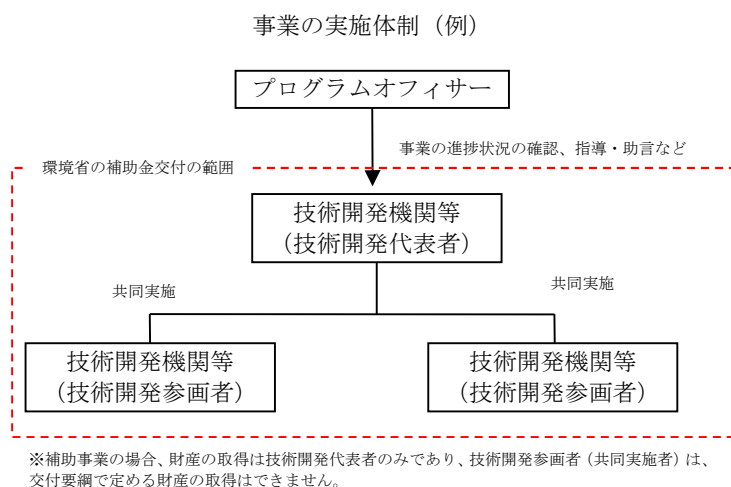 事業の実施体制（例）
プログラムオフィサー
事業の進捗状況の確認、指導・助言など
環境省の補助金交付の範囲
技術開発機関等
（技術開発代表者）
共同実施
共同実施
技術開発機関等
（技術開発参画者）
技術開発機関等
（技術開発参画者）
※補助事業の場合、財産の取得は技術開発代表者のみであり、技術開発参画者（共同実施者）は、
交付要綱で定める財産の取得はできません。